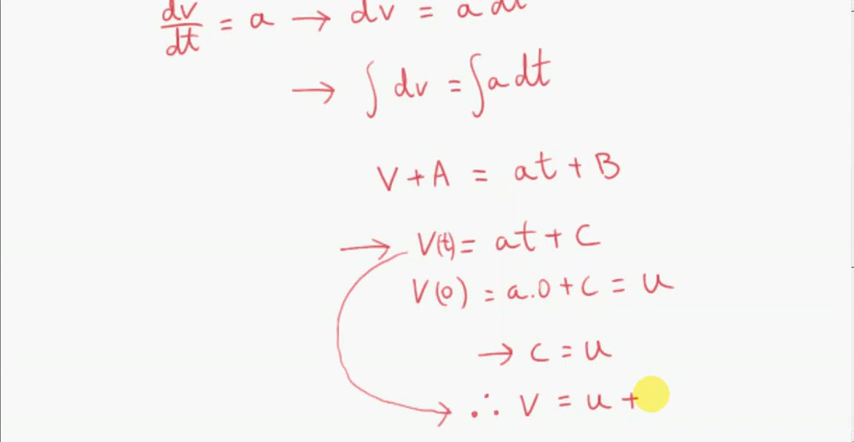 dv/dt = a → dv = a dt
→ ∫ dv = ∫ a dt
V + A = at + B
→ V(t) = at + C
V(0) = a.0 + C = u
→ C = u
∴ V = u +